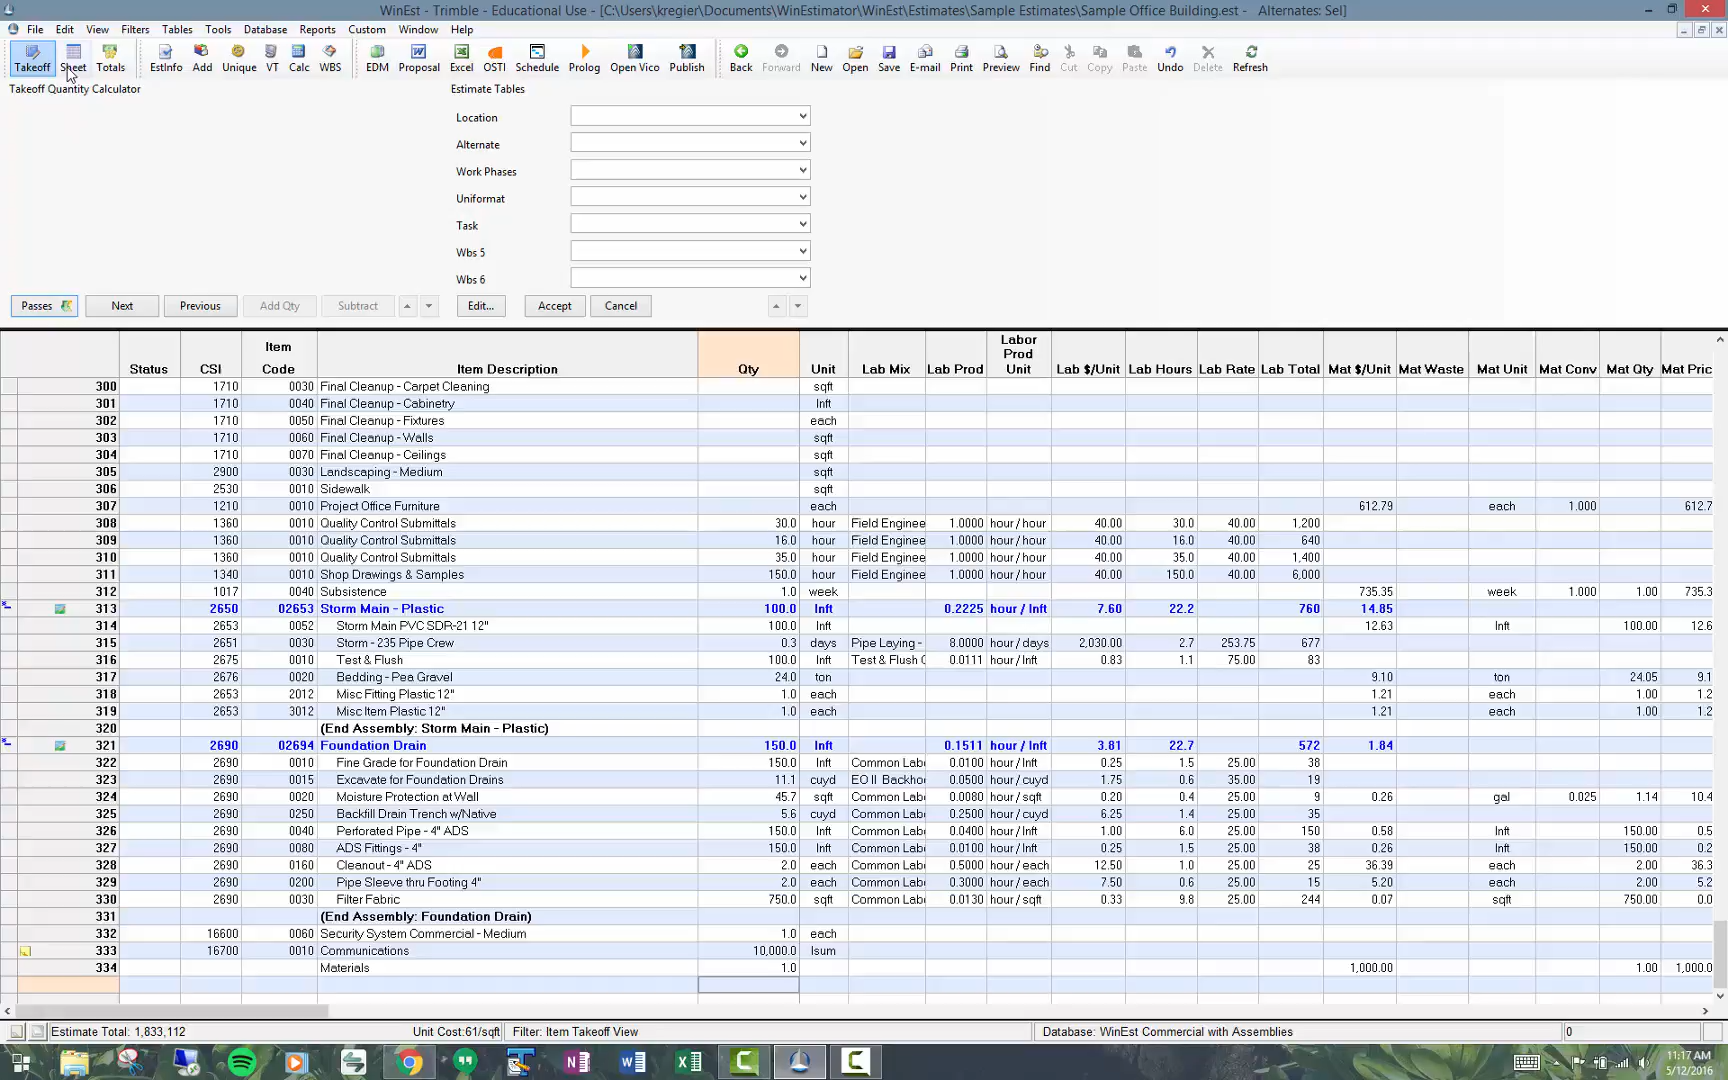 WinEst - Trimble - Educational Use - [C:\Users\kregier\Documents\WinEstimator\WinEst\Estimates\Sample Estimates\Sample Office Building.est - Alternates: Sel]
File Edit View Filters Tables Tools Database Reports Custom Window Help
Takeoff Sheet Totals EstInfo Add Unique VT Calc WBS EDM Proposal Excel OSTI Schedule Prolog Open Vico Publish Back Forward New Open Save E-mail Print Preview Find Cut Copy Paste Undo Delete Refresh
Takeoff Quantity Calculator Estimate Tables
Location
Alternate
Work Phases
Uniformat
Task
Wbs 5
Wbs 6
Passes Next Previous Add Qty Subtract Edit... Accept Cancel
Status CSI Item Code Item Description Qty Unit Lab Mix Lab Prod Labor Prod Unit Lab $/Unit Lab Hours Lab Rate Lab Total Mat $/Unit Mat Waste Mat Unit Mat Conv Mat Qty Mat Pric
300 1710 0030 Final Cleanup - Carpet Cleaning sqft
301 1710 0040 Final Cleanup - Cabinetry lnft
302 1710 0050 Final Cleanup - Fixtures each
303 1710 0060 Final Cleanup - Walls sqft
304 1710 0070 Final Cleanup - Ceilings sqft
305 2900 0030 Landscaping - Medium sqft
306 2530 0010 Sidewalk sqft
307 1210 0010 Project Office Furniture each 612.79 each 1.000 612.7
308 1360 0010 Quality Control Submittals 30.0 hour Field Enginee 1.0000 hour / hour 40.00 30.0 40.00 1,200
309 1360 0010 Quality Control Submittals 16.0 hour Field Enginee 1.0000 hour / hour 40.00 16.0 40.00 640
310 1360 0010 Quality Control Submittals 35.0 hour Field Enginee 1.0000 hour / hour 40.00 35.0 40.00 1,400
311 1340 0010 Shop Drawings & Samples 150.0 hour Field Enginee 1.0000 hour / hour 40.00 150.0 40.00 6,000
312 1017 0040 Subsistence 1.0 week 735.35 week 1.000 1.00 735.3
313 2650 02653 Storm Main - Plastic 100.0 lnft 0.2225 hour / lnft 7.60 22.2 760 14.85
314 2653 0052 Storm Main PVC SDR-21 12" 100.0 lnft 12.63 lnft 100.00 12.6
315 2651 0030 Storm - 235 Pipe Crew 0.3 days Pipe Laying - 8.0000 hour / days 2,030.00 2.7 253.75 677
316 2675 0010 Test & Flush 100.0 lnft Test & Flush C 0.0111 hour / lnft 0.83 1.1 75.00 83
317 2676 0020 Bedding - Pea Gravel 24.0 ton 9.10 ton 24.05 9.1
318 2653 2012 Misc Fitting Plastic 12" 1.0 each 1.21 each 1.00 1.2
319 2653 3012 Misc Item Plastic 12" 1.0 each 1.21 each 1.00 1.2
320 (End Assembly: Storm Main - Plastic)
321 2690 02694 Foundation Drain 150.0 lnft 0.1511 hour / lnft 3.81 22.7 572 1.84
322 2690 0010 Fine Grade for Foundation Drain 150.0 lnft Common Lab 0.0100 hour / lnft 0.25 1.5 25.00 38
323 2690 0015 Excavate for Foundation Drains 11.1 cuyd EO II Backho 0.0500 hour / cuyd 1.75 0.6 35.00 19
324 2690 0020 Moisture Protection at Wall 45.7 sqft Common Lab 0.0080 hour / sqft 0.20 0.4 25.00 9 0.26 gal 0.025 1.14 10.4
325 2690 0250 Backfill Drain Trench w/Native 5.6 cuyd Common Lab 0.2500 hour / cuyd 6.25 1.4 25.00 35
326 2690 0040 Perforated Pipe - 4" ADS 150.0 lnft Common Lab 0.0400 hour / lnft 1.00 6.0 25.00 150 0.58 lnft 150.00 0.5
327 2690 0080 ADS Fittings - 4" 150.0 lnft Common Lab 0.0100 hour / lnft 0.25 1.5 25.00 38 0.26 lnft 150.00 0.2
328 2690 0160 Cleanout - 4" ADS 2.0 each Common Lab 0.5000 hour / each 12.50 1.0 25.00 25 36.39 each 2.00 36.3
329 2690 0200 Pipe Sleeve thru Footing 4" 2.0 each Common Lab 0.3000 hour / each 7.50 0.6 25.00 15 5.20 each 2.00 5.2
330 2690 0030 Filter Fabric 750.0 sqft Common Lab 0.0130 hour / sqft 0.33 9.8 25.00 244 0.07 sqft 750.00 0.0
331 (End Assembly: Foundation Drain)
332 16600 0060 Security System Commercial - Medium 1.0 each
333 16700 0010 Communications 10,000.0 lsum
334 Materials 1.0 1,000.00 1.00 1,000.0
Estimate Total: 1,833,112 Unit Cost:61/sqft Filter: Item Takeoff View Database: WinEst Commercial with Assemblies 0
11:17 AM
5/12/2016